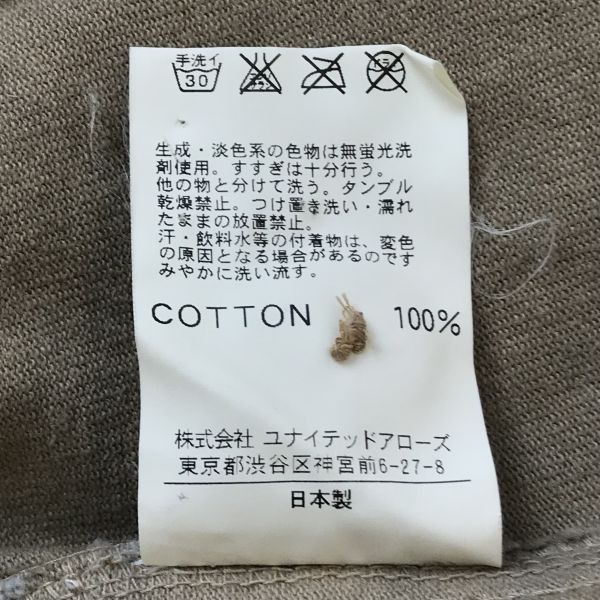 手洗イ
30
生成・淡色系の色物は無蛍光洗
剤使用。すすぎは十分行う。
他の物と分けて洗う。タンブル
乾燥禁止。つけ置き洗い・濡れ
たままの放置禁止。
汗・飲料水等の付着物は、変色
の原因となる場合があるのです
みやかに洗い流す。
COTTON 100%
株式会社 ユナイテッドアローズ
東京都渋谷区神宮前6-27-8
日本製